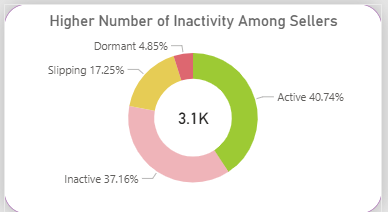 Higher Number of Inactivity Among Sellers
Dormant 4.85%
Slipping 17.25%
Active 40.74%
3.1K
Inactive 37.16%